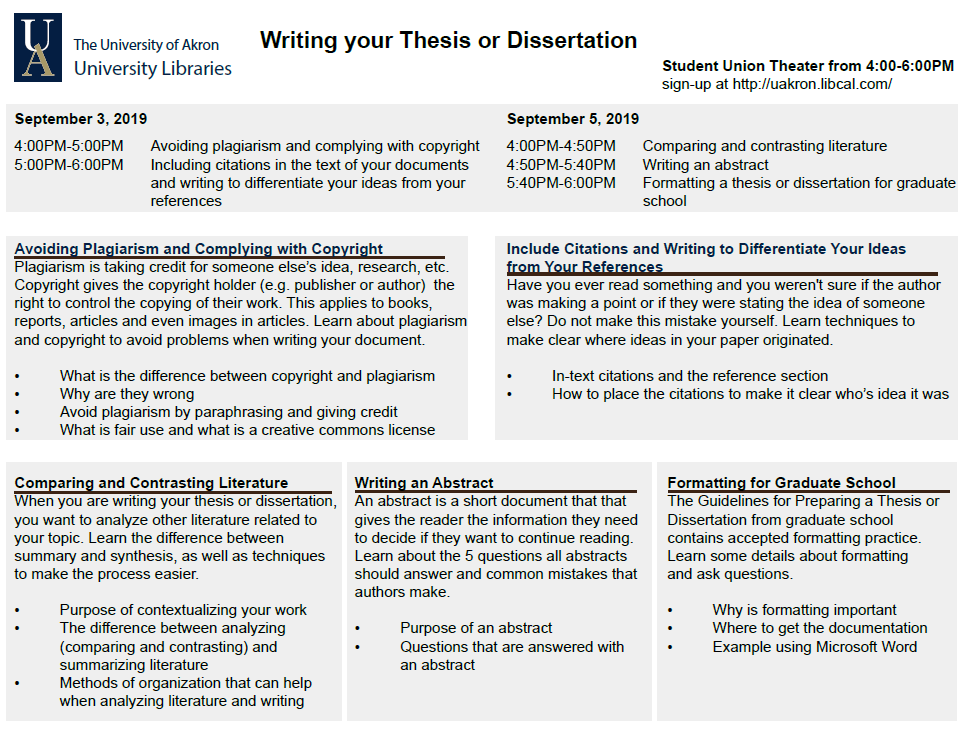 UA
The University of Akron
University Libraries
Writing your Thesis or Dissertation
Student Union Theater from 4:00-6:00PM
sign-up at http://uakron.libcal.com/
September 3, 2019
4:00PM-5:00PM Avoiding plagiarism and complying with copyright
5:00PM-6:00PM Including citations in the text of your documents
and writing to differentiate your ideas from your
references
September 5, 2019
4:00PM-4:50PM Comparing and contrasting literature
4:50PM-5:40PM Writing an abstract
5:40PM-6:00PM Formatting a thesis or dissertation for graduate
school
Avoiding Plagiarism and Complying with Copyright
Plagiarism is taking credit for someone else's idea, research, etc.
Copyright gives the copyright holder (e.g. publisher or author) the
right to control the copying of their work. This applies to books,
reports, articles and even images in articles. Learn about plagiarism
and copyright to avoid problems when writing your document.
• What is the difference between copyright and plagiarism
• Why are they wrong
• Avoid plagiarism by paraphrasing and giving credit
• What is fair use and what is a creative commons license
Include Citations and Writing to Differentiate Your Ideas
from Your References
Have you ever read something and you weren't sure if the author
was making a point or if they were stating the idea of someone
else? Do not make this mistake yourself. Learn techniques to
make clear where ideas in your paper originated.
• In-text citations and the reference section
• How to place the citations to make it clear who's idea it was
Comparing and Contrasting Literature
When you are writing your thesis or dissertation,
you want to analyze other literature related to
your topic. Learn the difference between
summary and synthesis, as well as techniques
to make the process easier.
• Purpose of contextualizing your work
• The difference between analyzing
(comparing and contrasting) and
summarizing literature
• Methods of organization that can help
when analyzing literature and writing
Writing an Abstract
An abstract is a short document that that
gives the reader the information they need
to decide if they want to continue reading.
Learn about the 5 questions all abstracts
should answer and common mistakes that
authors make.
• Purpose of an abstract
• Questions that are answered with
an abstract
Formatting for Graduate School
The Guidelines for Preparing a Thesis or
Dissertation from graduate school
contains accepted formatting practice.
Learn some details about formatting
and ask questions.
• Why is formatting important
• Where to get the documentation
• Example using Microsoft Word